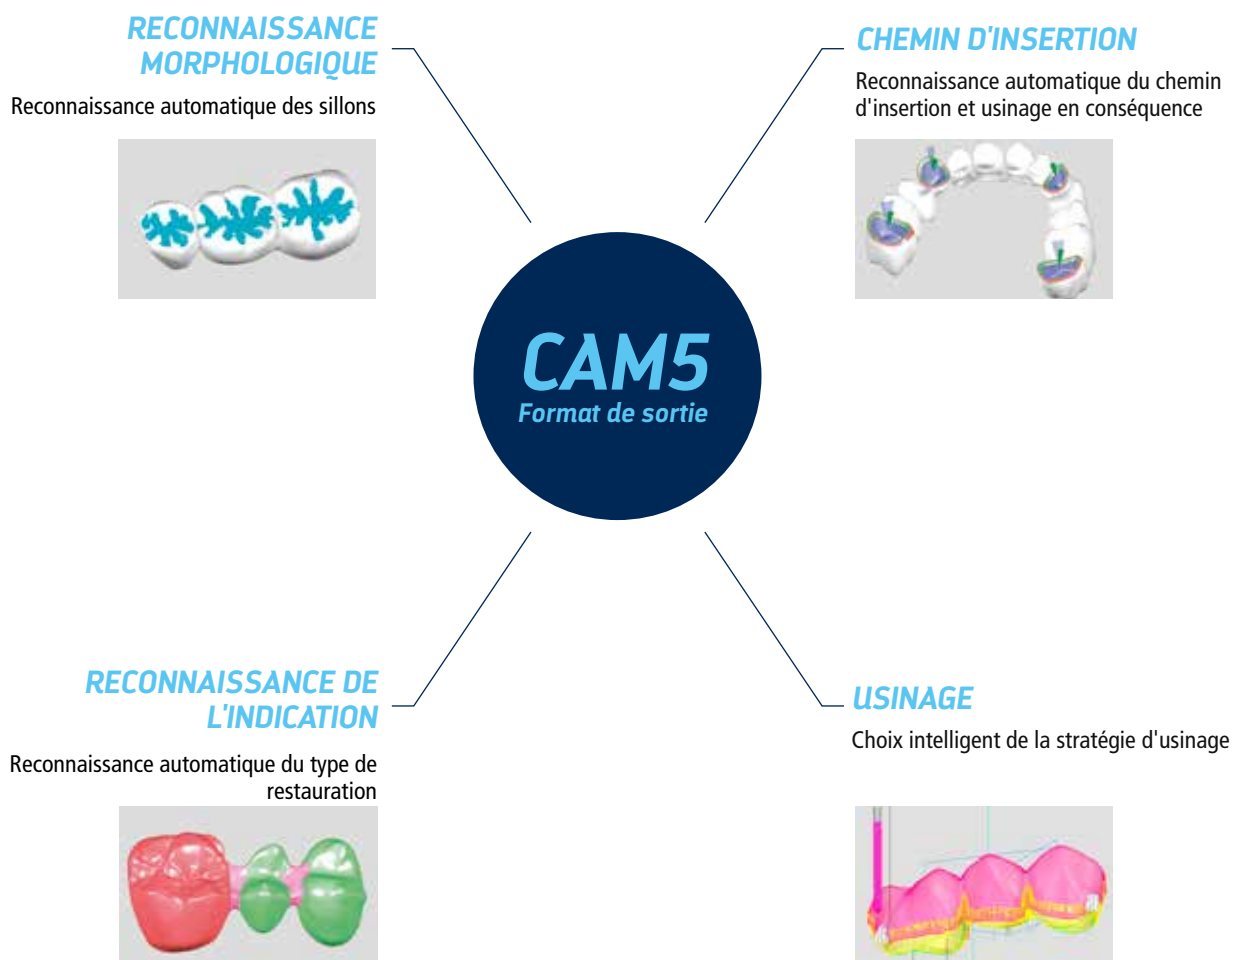 RECONNAISSANCE
MORPHOLOGIQUE
Reconnaissance automatique des sillons
CHEMIN D'INSERTION
Reconnaissance automatique du chemin
d'insertion et usinage en conséquence
CAM5
Format de sortie
RECONNAISSANCE DE
L'INDICATION
Reconnaissance automatique du type de
restauration
USINAGE
Choix intelligent de la stratégie d'usinage